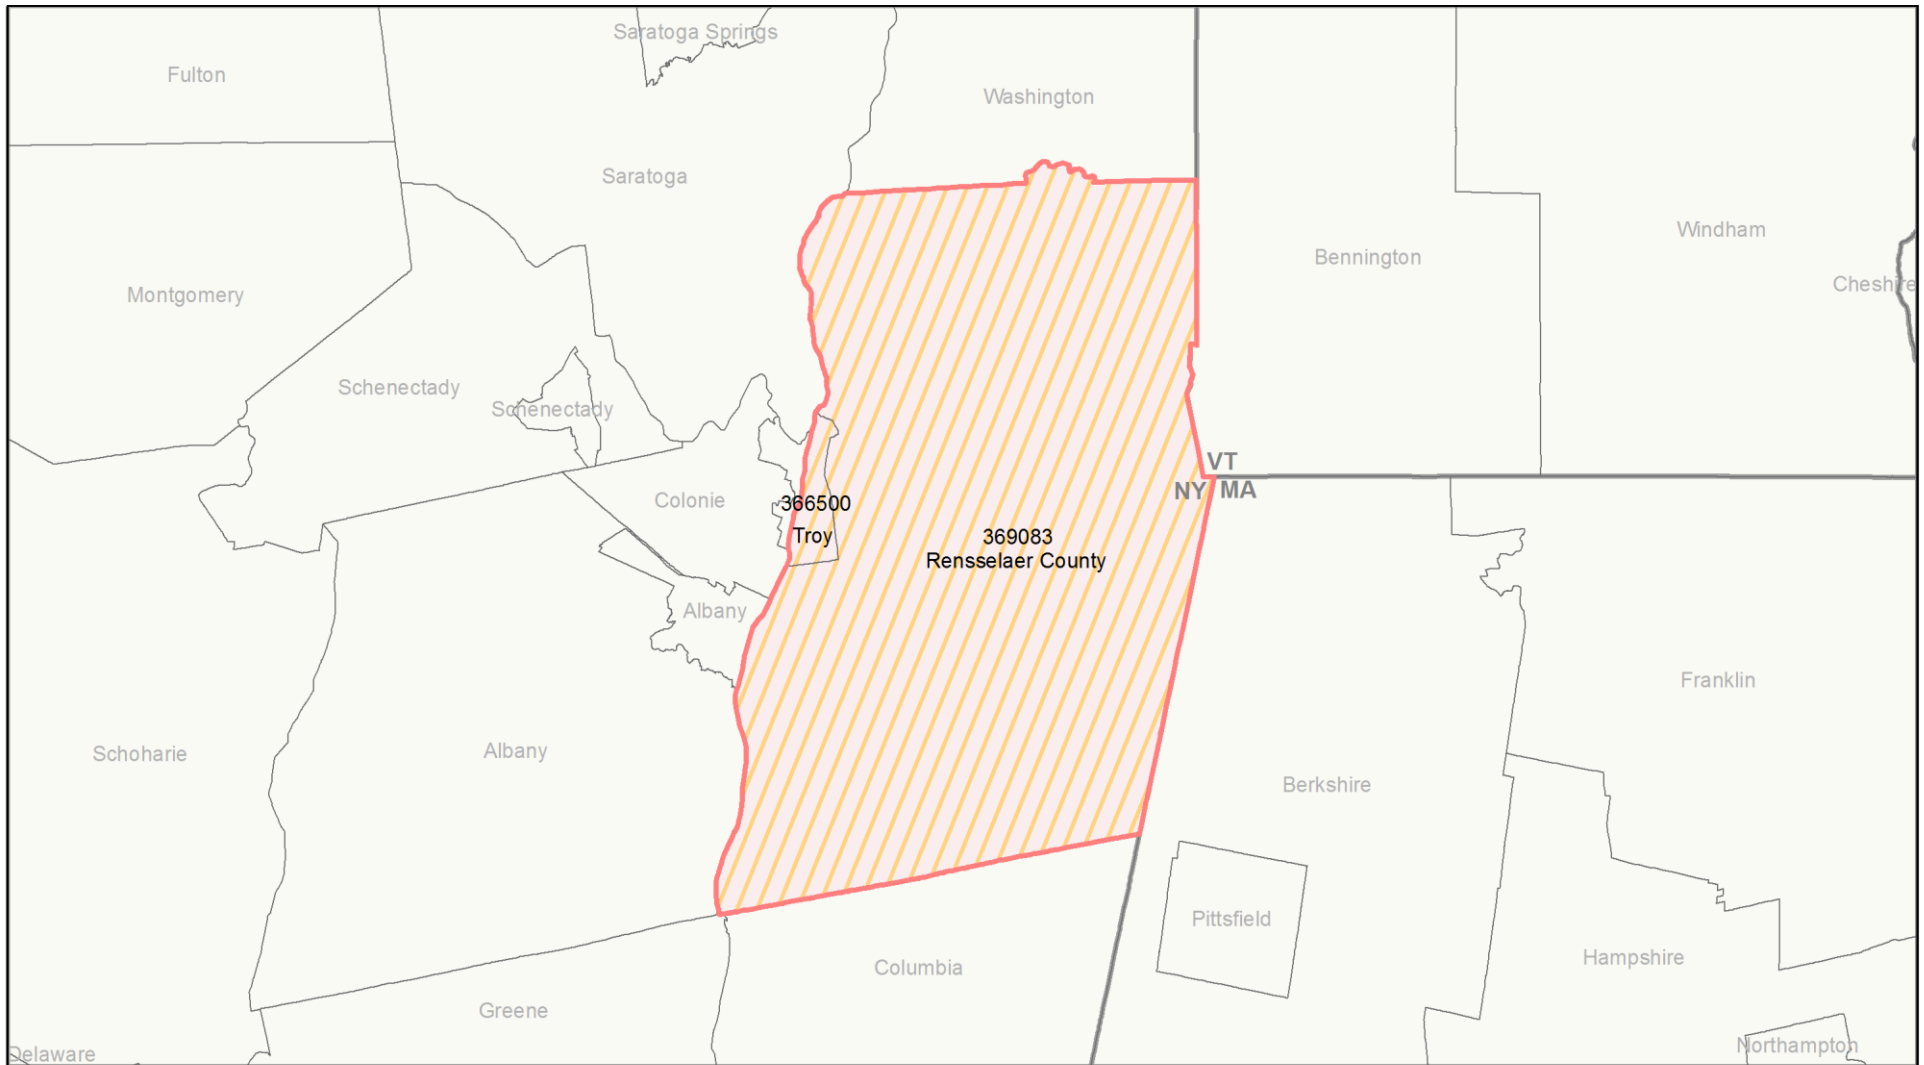 Saratoga Springs
Fulton
Washington
Saratoga
Windham
Bennington
Cheshire
Montgomery
Schenectady
Schenectady
VT
NY MA
Colonie
366500
Troy
369083
Rensselaer County
Albany
Franklin
Schoharie
Albany
Berkshire
Pittsfield
Hampshire
Columbia
Greene
Delaware
Northampton